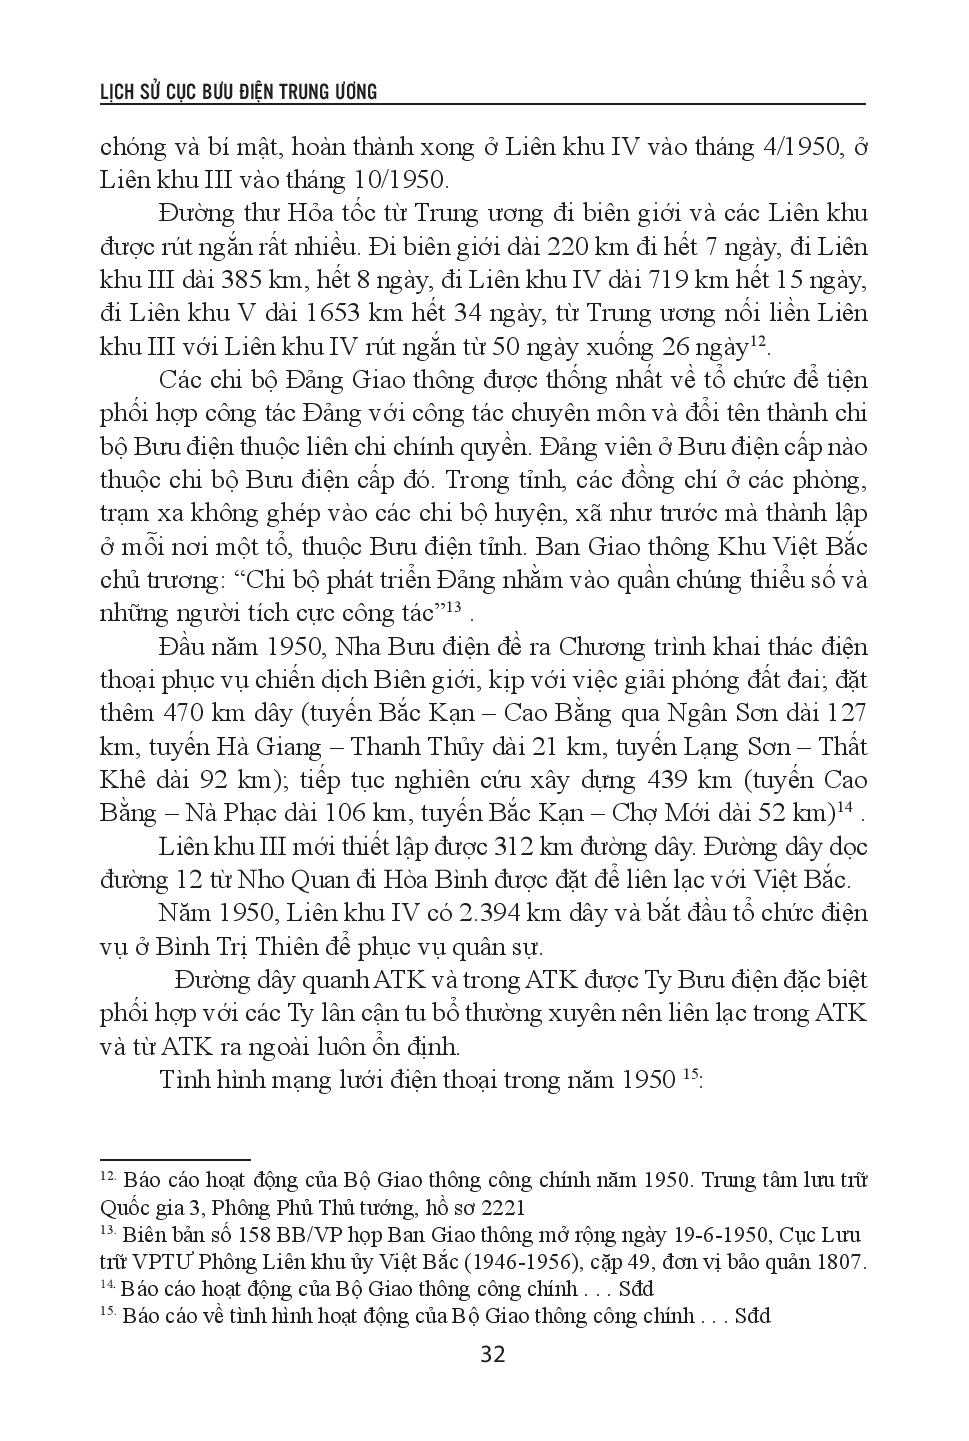 LỊCH SỬ CỤC BƯU ĐIỆN TRUNG ƯƠNG
chóng và bí mật, hoàn thành xong ở Liên khu IV vào tháng 4/1950, ở
Liên khu III vào tháng 10/1950.
Đường thư Hỏa tốc từ Trung ương đi biên giới và các Liên khu
được rút ngắn rất nhiều. Đi biên giới dài 220 km đi hết 7 ngày, đi Liên
khu III dài 385 km, hết 8 ngày, đi Liên khu IV dài 719 km hết 15 ngày,
đi Liên khu V dài 1653 km hết 34 ngày, từ Trung ương nối liền Liên
khu III với Liên khu IV rút ngắn từ 50 ngày xuống 26 ngày¹².
Các chi bộ Đảng Giao thông được thống nhất về tổ chức để tiện
phối hợp công tác Đảng với công tác chuyên môn và đổi tên thành chi
bộ Bưu điện thuộc liên chi chính quyền. Đảng viên ở Bưu điện cấp nào
thuộc chi bộ Bưu điện cấp đó. Trong tỉnh, các đồng chí ở các phòng,
trạm xa không ghép vào các chi bộ huyện, xã như trước mà thành lập
ở mỗi nơi một tổ, thuộc Bưu điện tỉnh. Ban Giao thông Khu Việt Bắc
chủ trương: “Chi bộ phát triển Đảng nhằm vào quần chúng thiểu số và
những người tích cực công tác”¹³ .
Đầu năm 1950, Nha Bưu điện đề ra Chương trình khai thác điện
thoại phục vụ chiến dịch Biên giới, kịp với việc giải phóng đất đai; đặt
thêm 470 km dây (tuyến Bắc Kạn – Cao Bằng qua Ngân Sơn dài 127
km, tuyến Hà Giang – Thanh Thủy dài 21 km, tuyến Lạng Sơn – Thất
Khê dài 92 km); tiếp tục nghiên cứu xây dựng 439 km (tuyến Cao
Bằng – Nà Phạc dài 106 km, tuyến Bắc Kạn – Chợ Mới dài 52 km)¹⁴ .
Liên khu III mới thiết lập được 312 km đường dây. Đường dây dọc
đường 12 từ Nho Quan đi Hòa Bình được đặt để liên lạc với Việt Bắc.
Năm 1950, Liên khu IV có 2.394 km dây và bắt đầu tổ chức điện
vụ ở Bình Trị Thiên để phục vụ quân sự.
Đường dây quanh ATK và trong ATK được Ty Bưu điện đặc biệt
phối hợp với các Ty lân cận tu bổ thường xuyên nên liên lạc trong ATK
và từ ATK ra ngoài luôn ổn định.
Tình hình mạng lưới điện thoại trong năm 1950 ¹⁵:
¹². Báo cáo hoạt động của Bộ Giao thông công chính năm 1950. Trung tâm lưu trữ
Quốc gia 3, Phông Phủ Thủ tướng, hồ sơ 2221
¹³. Biên bản số 158 BB/VP họp Ban Giao thông mở rộng ngày 19-6-1950, Cục Lưu
trữ VPTƯ Phông Liên khu ủy Việt Bắc (1946-1956), cặp 49, đơn vị bảo quản 1807.
¹⁴. Báo cáo hoạt động của Bộ Giao thông công chính . . . Sđd
¹⁵. Báo cáo về tình hình hoạt động của Bộ Giao thông công chính . . . Sđd
32